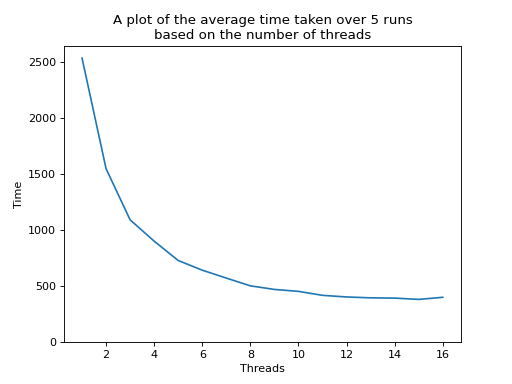 A plot of the average time taken over 5 runs
based on the number of threads
2500
2000
1500
1000
500
0
Time
2 4 6 8 10 12 14 16
Threads